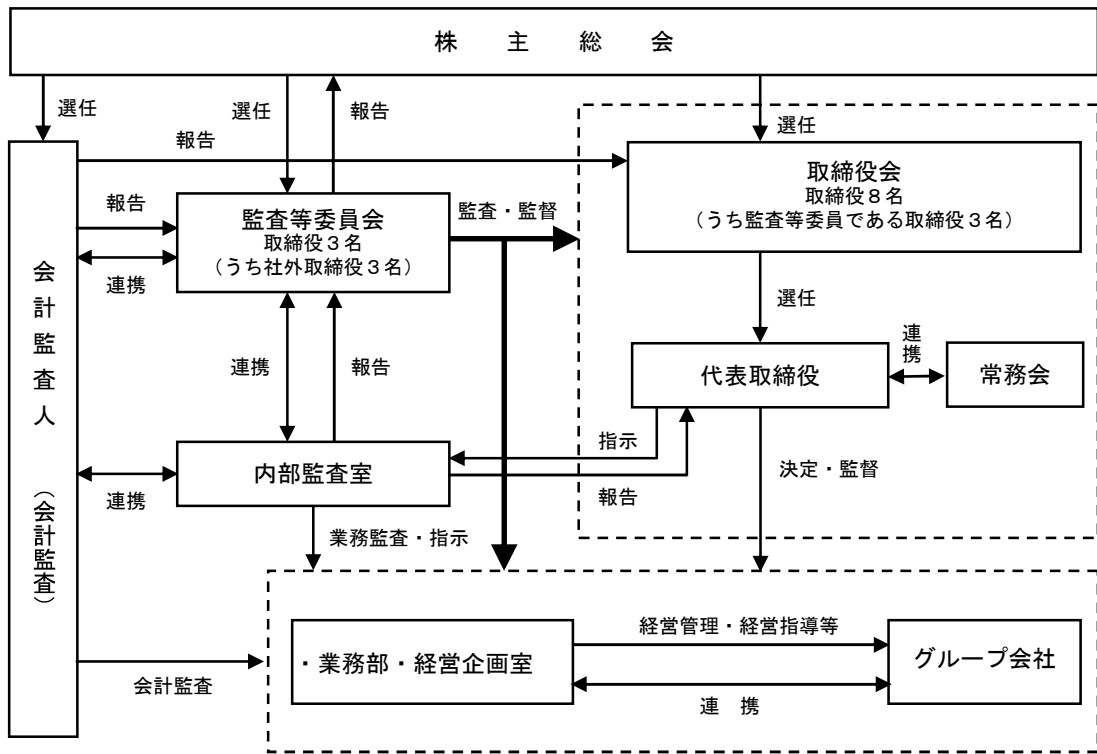 株主総会
選任
選任
報告
選任
報告
取締役会
取締役８名
（うち監査等委員である取締役３名）
報告
監査等委員会
取締役３名
（うち社外取締役３名）
監査・監督
連携
会計監査人
（会計監査）
選任
連携
報告
代表取締役
連携
常務会
指示
内部監査室
連携
報告
決定・監督
業務監査・指示
経営管理・経営指導等
・業務部・経営企画室
グループ会社
会計監査
連　携